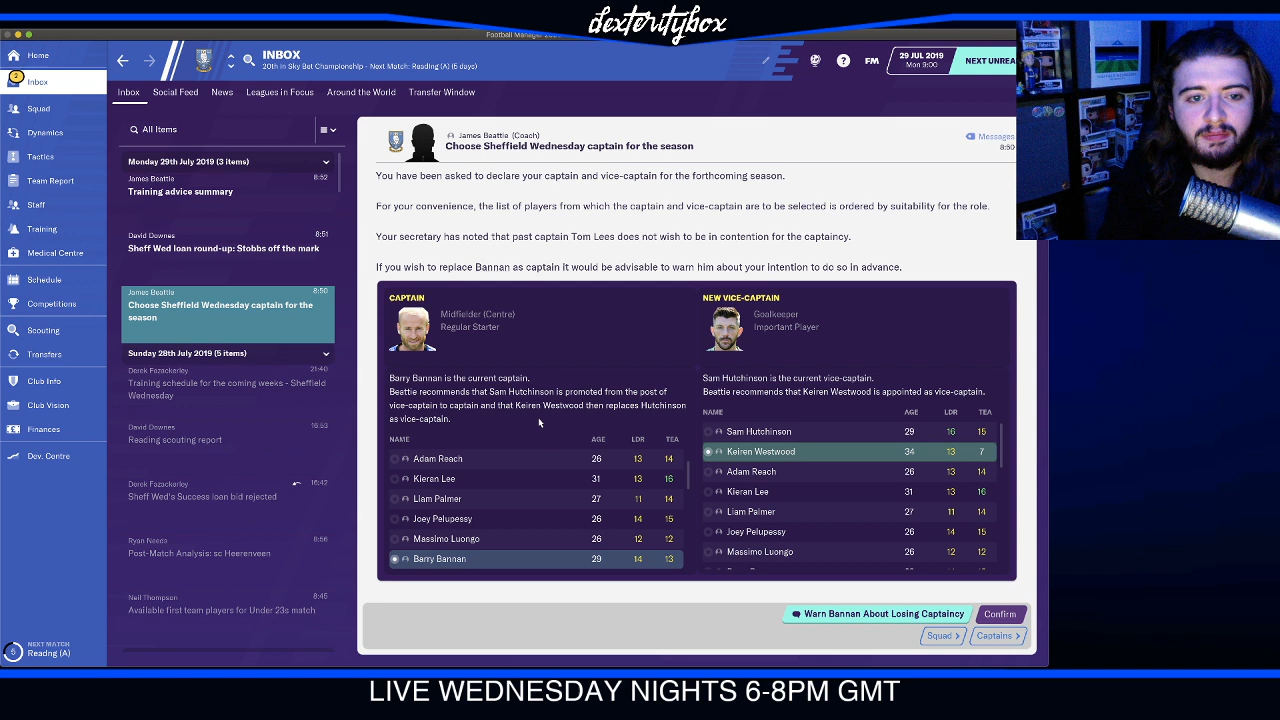 dexteritybox
Football Manager 20
Home
2
Inbox
Squad
Dynamics
Tactics
Team Report
Staff
Training
Medical Centre
Schedule
Competitions
Scouting
Transfers
Club Info
Club Vision
Finances
Dev. Centre
5
NEXT MATCH
Reading (A)
INBOX
20th in Sky Bet Championship - Next Match: Reading (A) (5 days)
?
FM
29 JUL 2019
Mon 9:00
NEXT UNREA
Inbox
Social Feed
News
Leagues in Focus
Around the World
Transfer Window
All Items
Monday 29th July 2019 (3 items)
James Beattie
8:52
Training advice summary
David Downes
8:51
Sheff Wed loan round-up: Stobbs off the mark
James Beattie
8:50
Choose Sheffield Wednesday captain for the
season
Sunday 28th July 2019 (5 items)
Derek Fazackerley
21:40
Training schedule for the coming weeks - Sheffield
Wednesday
David Downes
16:53
Reading scouting report
Derek Fazackerley
16:42
Sheff Wed's Success loan bid rejected
Ryan Neece
8:56
Post-Match Analysis: sc Heerenveen
Neil Thompson
8:45
Available first team players for Under 23s match
James Beattie (Coach)
Choose Sheffield Wednesday captain for the season
Messages
8:50
You have been asked to declare your captain and vice-captain for the forthcoming season.
For your convenience, the list of players from which the captain and vice-captain are to be selected is ordered by suitability for the role.
Your secretary has noted that past captain Tom Lees does not wish to be in contention for the captaincy.
If you wish to replace Bannan as captain it would be advisable to warn him about your intention to do so in advance.
CAPTAIN
Midfielder (Centre)
Regular Starter
Barry Bannan is the current captain.
Beattie recommends that Sam Hutchinson is promoted from the post of
vice-captain to captain and that Keiren Westwood then replaces Hutchinson
as vice-captain.
NAME AGE LDR TEA
Adam Reach 26 13 14
Kieran Lee 31 13 16
Liam Palmer 27 11 14
Joey Pelupessy 26 14 15
Massimo Luongo 26 12 12
Barry Bannan 29 14 13
NEW VICE-CAPTAIN
Goalkeeper
Important Player
Sam Hutchinson is the current vice-captain.
Beattie recommends that Keiren Westwood is appointed as vice-captain.
NAME AGE LDR TEA
Sam Hutchinson 29 16 15
Keiren Westwood 34 13 7
Adam Reach 26 13 14
Kieran Lee 31 13 16
Liam Palmer 27 11 14
Joey Pelupessy 26 14 15
Massimo Luongo 26 12 12
Warn Bannan About Losing Captaincy
Confirm
Squad >
Captains >
LIVE WEDNESDAY NIGHTS 6-8PM GMT